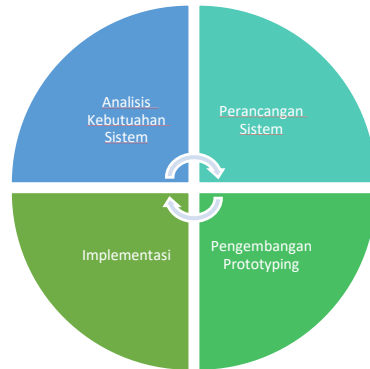 Analisis
Kebutuahan
Sistem
Perancangan
Sistem
Implementasi
Pengembangan
Prototyping